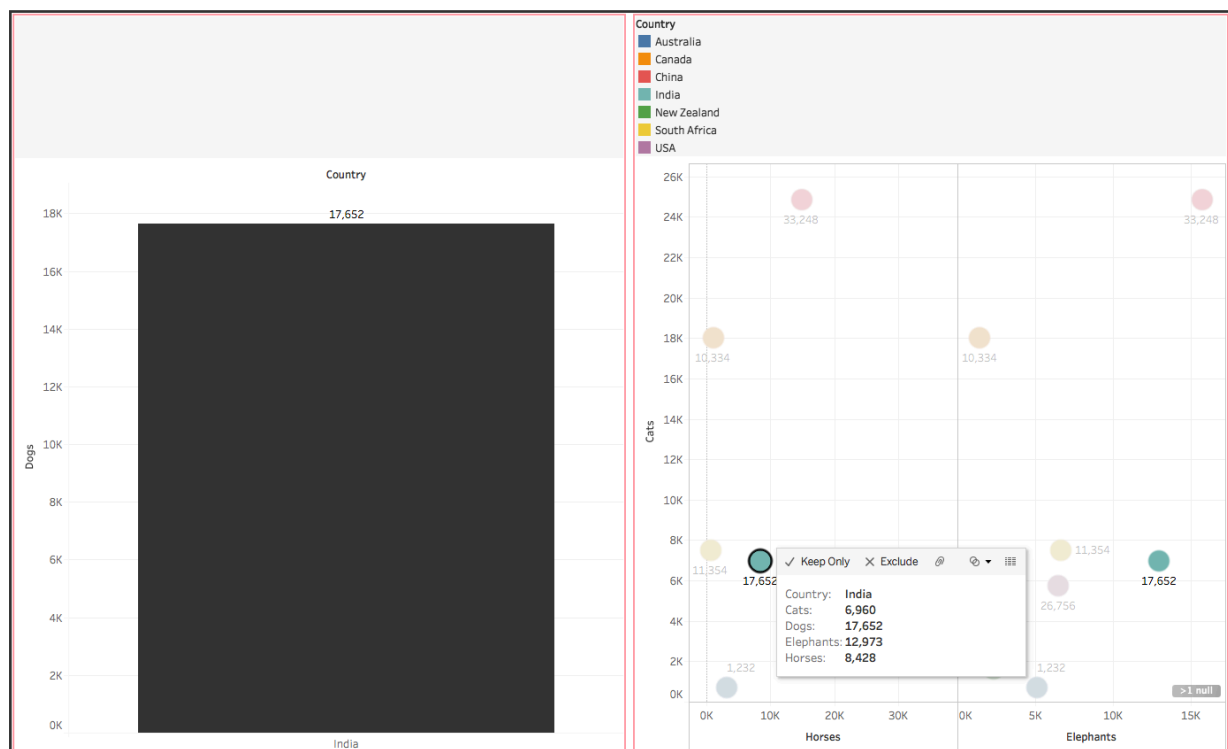 Country
18K
16K
14K
12K
10K
8K
6K
4K
2K
0K
Dogs
17,652
India
Country
Australia
Canada
China
India
New Zealand
South Africa
USA
26K
24K
22K
20K
18K
16K
14K
12K
10K
8K
6K
4K
2K
0K
Cats
33,248
33,248
10,334
10,334
11,354
11,354
17,652
17,652
26,756
1,232
1,232
Keep Only
Exclude
Country: India
Cats: 6,960
Dogs: 17,652
Elephants: 12,973
Horses: 8,428
>1 null
0K 10K 20K 30K 0K 5K 10K 15K
Horses Elephants